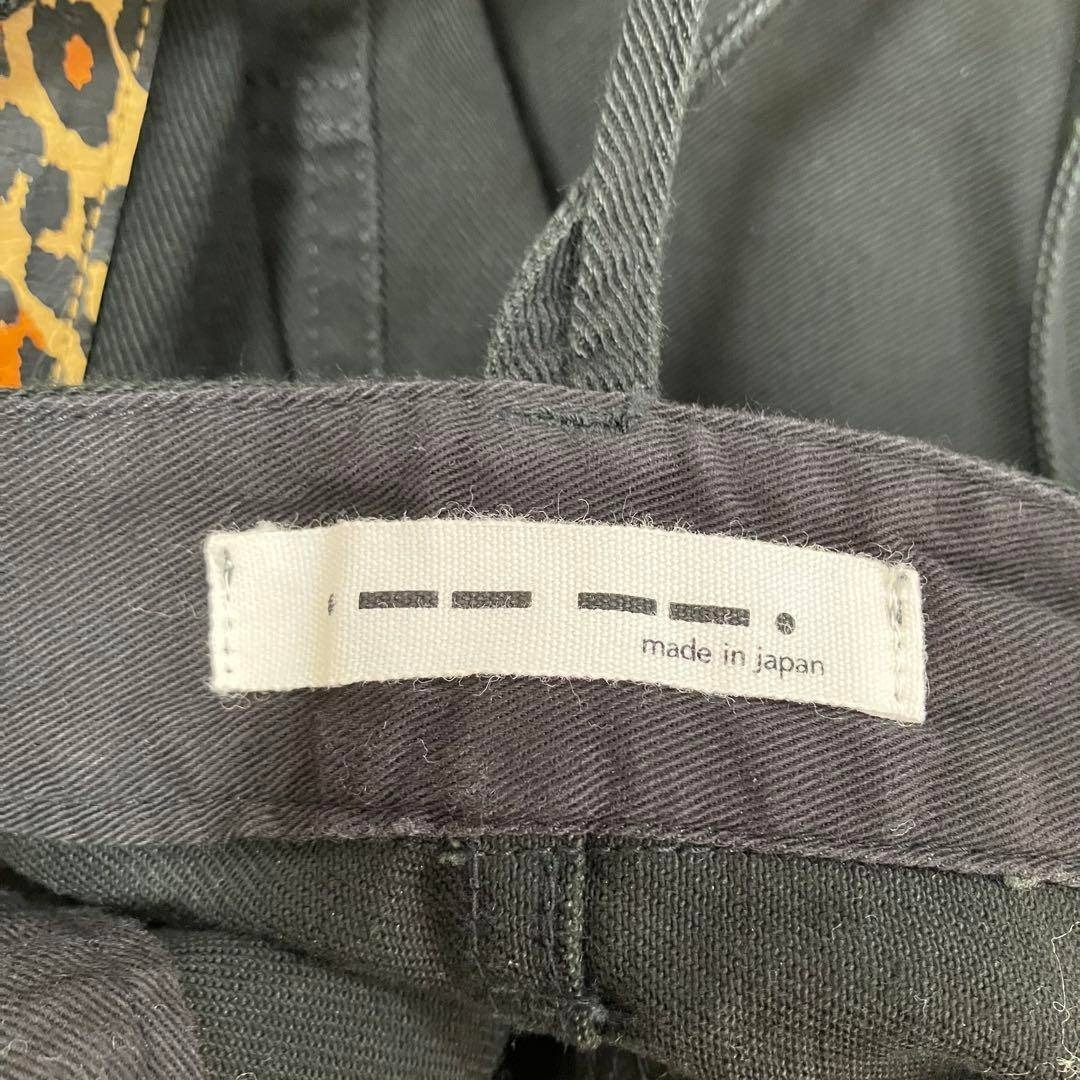 · — — — — ·
made in japan